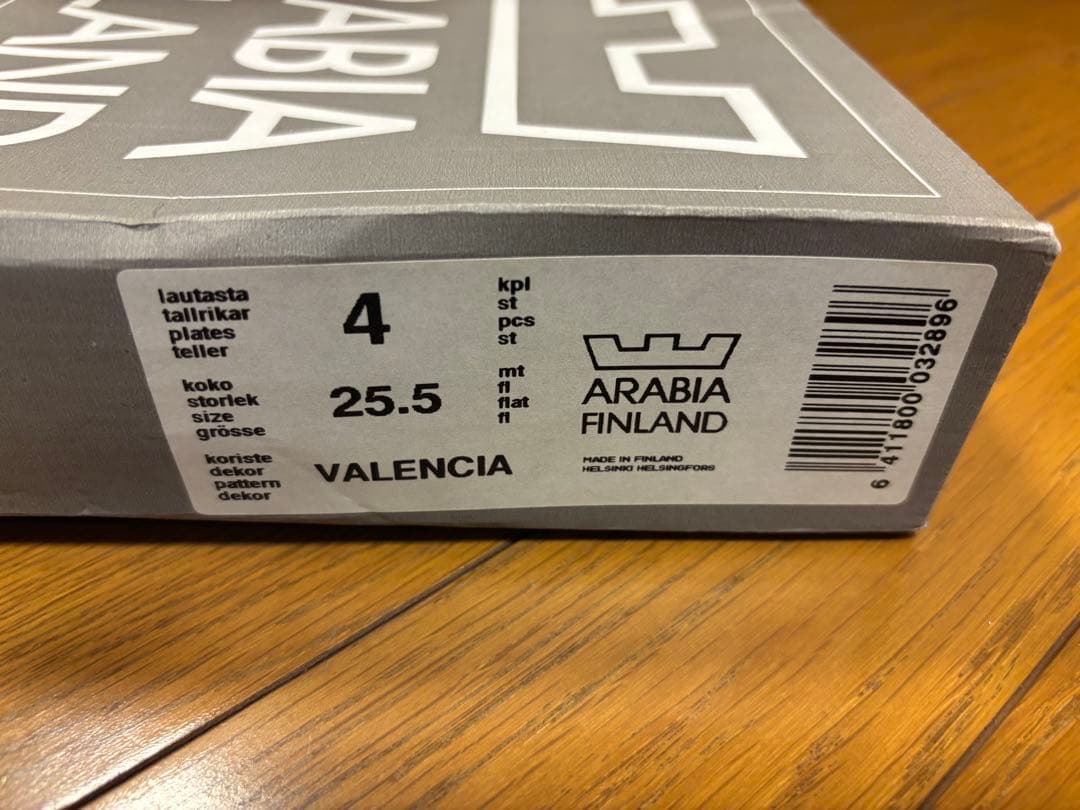 ARABIA
lautasta
tallrikar
plates
teller
4
kpl
st
pcs
st
koko
storlek
size
grösse
25.5
mt
fl
flat
fl
koriste
dekor
pattern
dekor
VALENCIA
ARABIA
FINLAND
MADE IN FINLAND
HELSINKI HELSINGFORS
6 411800 032896